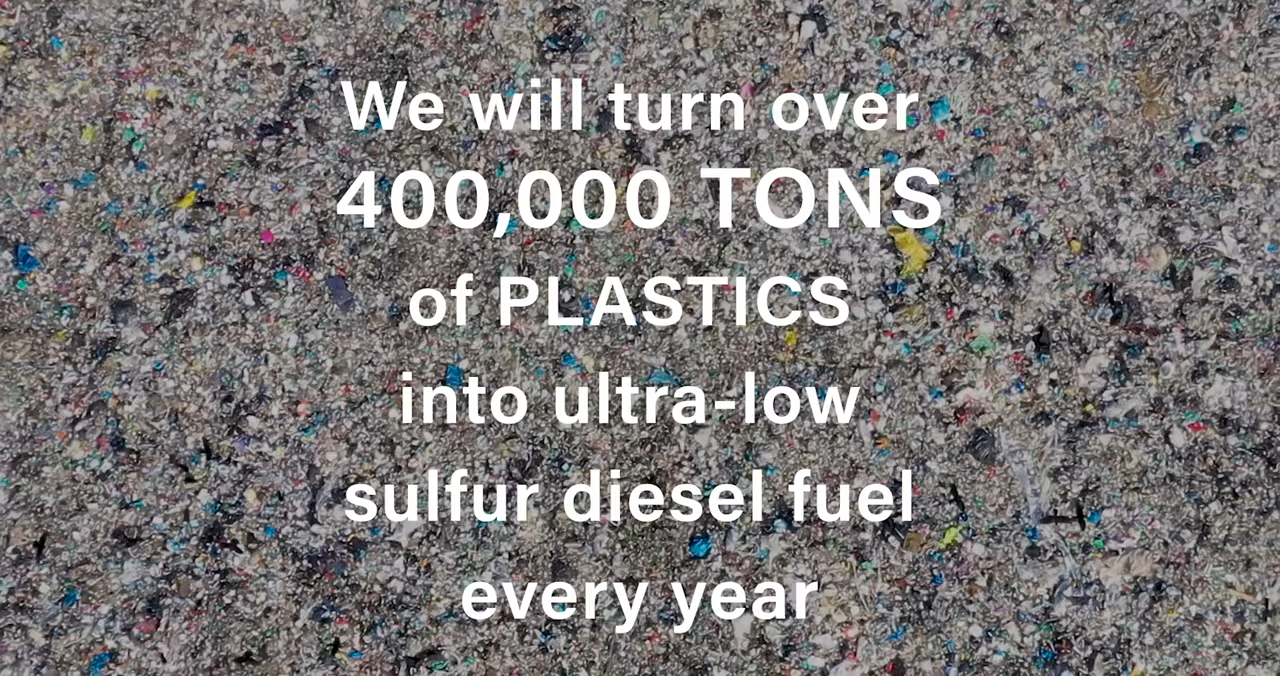 We will turn over
400,000 TONS
of PLASTICS
into ultra-low
sulfur diesel fuel
every year